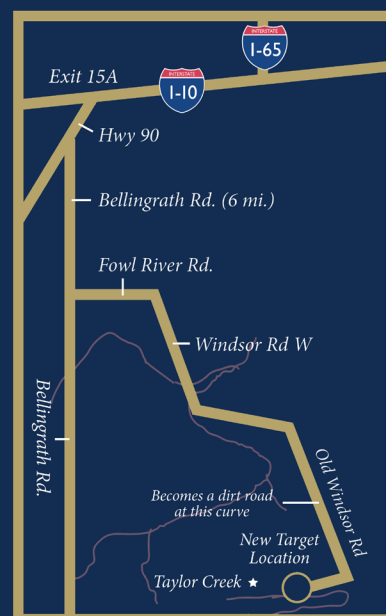 INTERSTATE
I-65
Exit 15A
INTERSTATE
I-10
Hwy 90
Bellingrath Rd. (6 mi.)
Fowl River Rd.
Windsor Rd W
Bellingrath Rd.
Old Windsor Rd
Becomes a dirt road
at this curve
New Target
Location
Taylor Creek